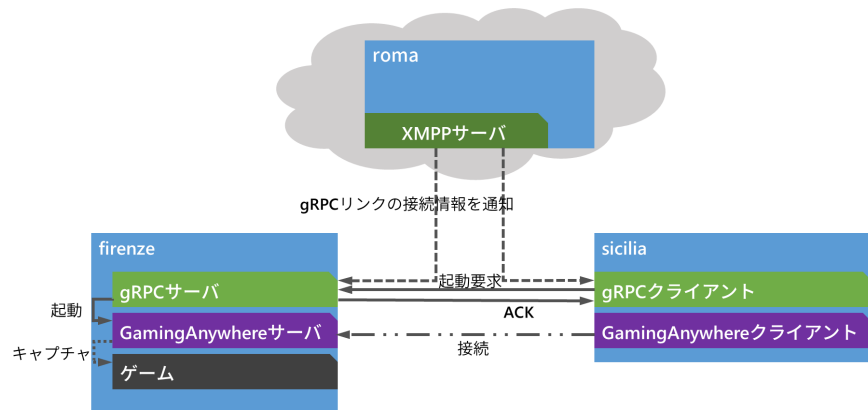 roma
XMPPサーバ
gRPCリンクの接続情報を通知
firenze
sicilia
起動要求
gRPCサーバ
gRPCクライアント
起動
ACK
GamingAnywhereサーバ
GamingAnywhereクライアント
キャプチャ
接続
ゲーム